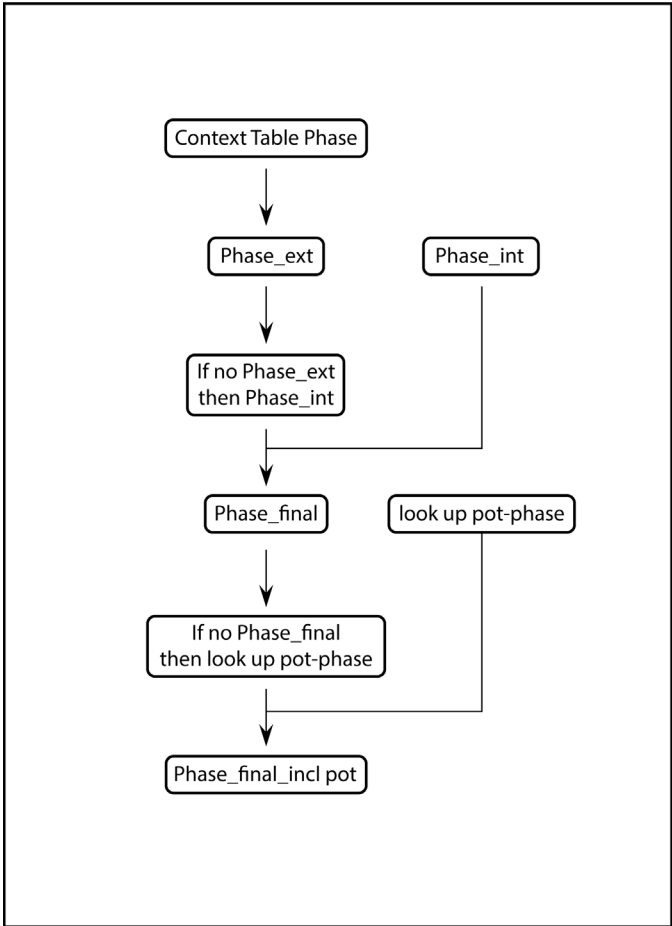 Context Table Phase
Phase_ext
Phase_int
If no Phase_ext
then Phase_int
Phase_final
look up pot-phase
If no Phase_final
then look up pot-phase
Phase_final_incl pot